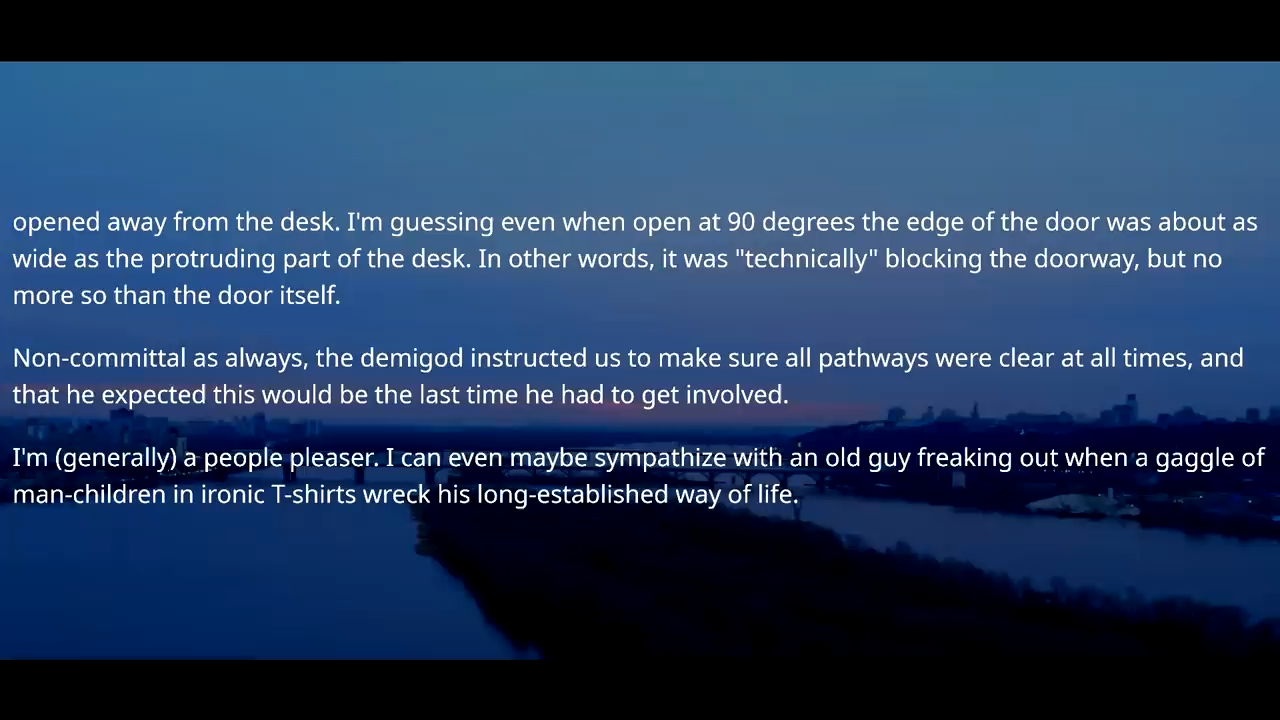 opened away from the desk. I'm guessing even when open at 90 degrees the edge of the door was about as
wide as the protruding part of the desk. In other words, it was "technically" blocking the doorway, but no
more so than the door itself.
Non-committal as always, the demigod instructed us to make sure all pathways were clear at all times, and
that he expected this would be the last time he had to get involved.
I'm (generally) a people pleaser. I can even maybe sympathize with an old guy freaking out when a gaggle of
man-children in ironic T-shirts wreck his long-established way of life.